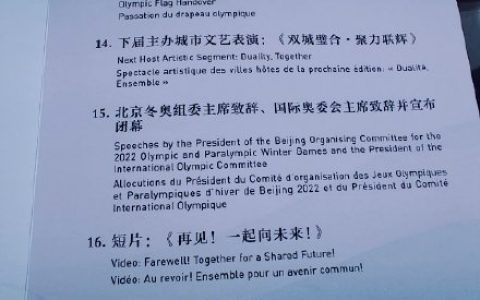 Olympic Flag Handover
Passation du drapeau olympique
14. 下届主办城市文艺表演：《双城璧合·聚力联辉》
Next Host Artistic Segment: Duality, Together
Spectacle artistique des villes hôtes de la prochaine édition: « Dualità,
Ensemble »
15. 北京冬奥组委主席致辞、国际奥委会主席致辞并宣布
闭幕
Speeches by the President of the Beijing Organising Committee for the
2022 Olympic and Paralympic Winter Games and the President of the
International Olympic Committee
Allocutions du Président du Comité d'organisation des Jeux Olympiques
et Paralympiques d'hiver de Beijing 2022 et du Président du Comité
International Olympique
16. 短片：《再见！一起向未来！》
Video: Farewell! Together for a Shared Future!
Vidéo: Au revoir! Ensemble pour un avenir commun!